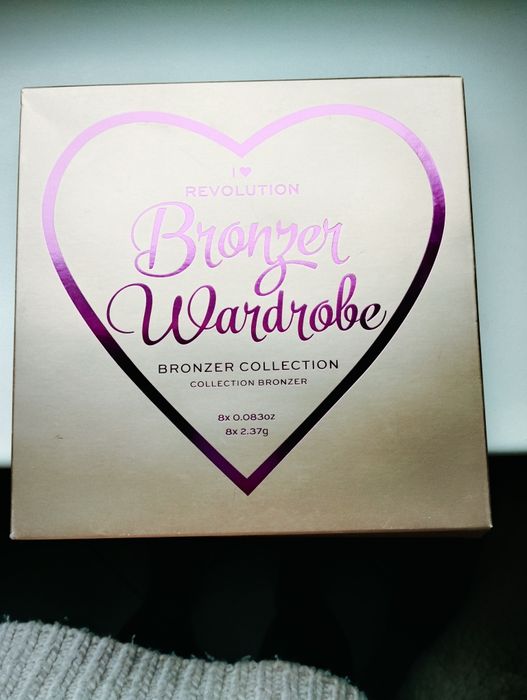 I ♥
REVOLUTION
Bronzer
Wardrobe
BRONZER COLLECTION
COLLECTION BRONZER
8x 0.083oz
8x 2.37g